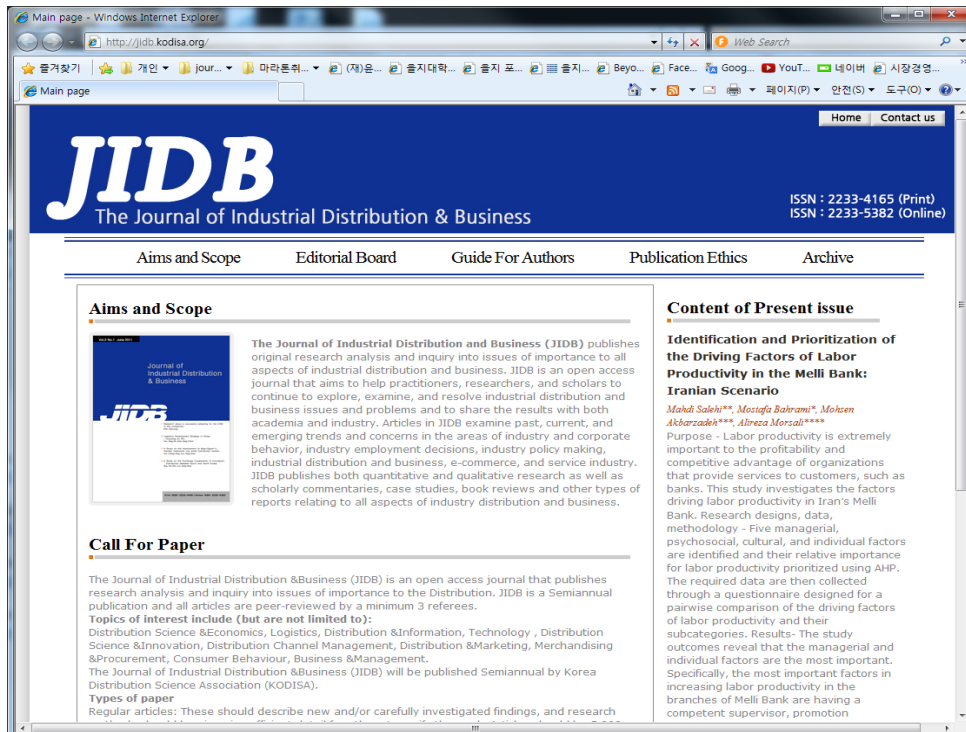 Main page - Windows Internet Explorer
http://jidb.kodisa.org/
Web Search
즐겨찾기 개인 jour... 마라톤취... (재)윤... 을지대학... 을지 포... 을지... Beyo... Face... Goog... YouT... 네이버 시장경영...
Main page
페이지(P) 안전(S) 도구(O)
Home Contact us
JIDB
The Journal of Industrial Distribution & Business
ISSN : 2233-4165 (Print)
ISSN : 2233-5382 (Online)
Aims and Scope Editorial Board Guide For Authors Publication Ethics Archive
Aims and Scope
Vol.2 No.1 June 2011
Journal of
Industrial Distribution
& Business
JIDB
The Journal of Industrial Distribution and Business (JIDB) publishes
original research analysis and inquiry into issues of importance to all
aspects of industrial distribution and business. JIDB is an open access
journal that aims to help practitioners, researchers, and scholars to
continue to explore, examine, and resolve industrial distribution and
business issues and problems and to share the results with both
academia and industry. Articles in JIDB examine past, current, and
emerging trends and concerns in the areas of industry and corporate
behavior, industry employment decisions, industry policy making,
industrial distribution and business, e-commerce, and service industry.
JIDB publishes both quantitative and qualitative research as well as
scholarly commentaries, case studies, book reviews and other types of
reports relating to all aspects of industry distribution and business.
Call For Paper
The Journal of Industrial Distribution &Business (JIDB) is an open access journal that publishes
research analysis and inquiry into issues of importance to the Distribution. JIDB is a Semiannual
publication and all articles are peer-reviewed by a minimum 3 referees.
Topics of interest include (but are not limited to):
Distribution Science &Economics, Logistics, Distribution &Information, Technology , Distribution
Science &Innovation, Distribution Channel Management, Distribution &Marketing, Merchandising
&Procurement, Consumer Behaviour, Business &Management.
The Journal of Industrial Distribution &Business (JIDB) will be published Semiannual by Korea
Distribution Science Association (KODISA).
Types of paper
Regular articles: These should describe new and/or carefully investigated findings, and research
Content of Present issue
Identification and Prioritization of
the Driving Factors of Labor
Productivity in the Melli Bank:
Iranian Scenario
Mahdi Salehi**, Mostafa Bahrami*, Mohsen
Akbarzadeh***, Alireza Morsali****
Purpose - Labor productivity is extremely
important to the profitability and
competitive advantage of organizations
that provide services to customers, such as
banks. This study investigates the factors
driving labor productivity in Iran's Melli
Bank. Research designs, data,
methodology - Five managerial,
psychosocial, cultural, and individual factors
are identified and their relative importance
for labor productivity prioritized using AHP.
The required data are then collected
through a questionnaire designed for a
pairwise comparison of the driving factors
of labor productivity and their
subcategories. Results- The study
outcomes reveal that the managerial and
individual factors are the most important.
Specifically, the most important factors in
increasing labor productivity in the
branches of Melli Bank are having a
competent supervisor, promotion